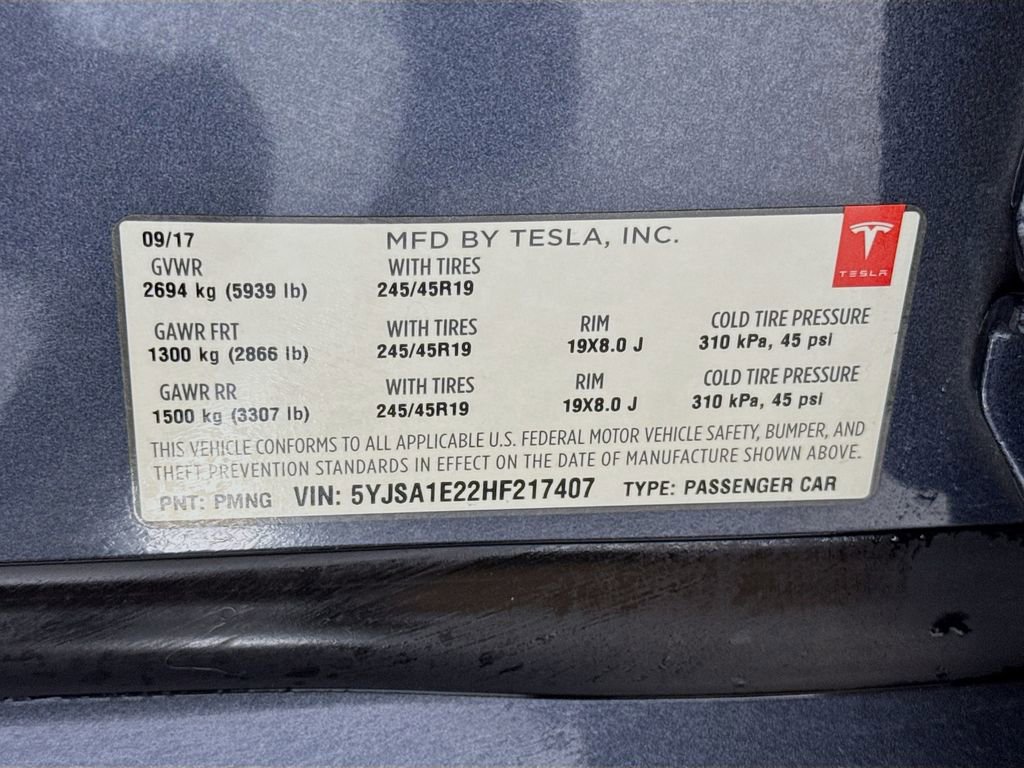 09/17 MFD BY TESLA, INC.
TESLA
GVWR WITH TIRES
2694 kg (5939 lb) 245/45R19
GAWR FRT WITH TIRES RIM COLD TIRE PRESSURE
1300 kg (2866 lb) 245/45R19 19X8.0 J 310 kPa, 45 psi
GAWR RR WITH TIRES RIM COLD TIRE PRESSURE
1500 kg (3307 lb) 245/45R19 19X8.0 J 310 kPa, 45 psi
THIS VEHICLE CONFORMS TO ALL APPLICABLE U.S. FEDERAL MOTOR VEHICLE SAFETY, BUMPER, AND
THEFT PREVENTION STANDARDS IN EFFECT ON THE DATE OF MANUFACTURE SHOWN ABOVE.
PNT: PMNG VIN: 5YJSA1E22HF217407 TYPE: PASSENGER CAR